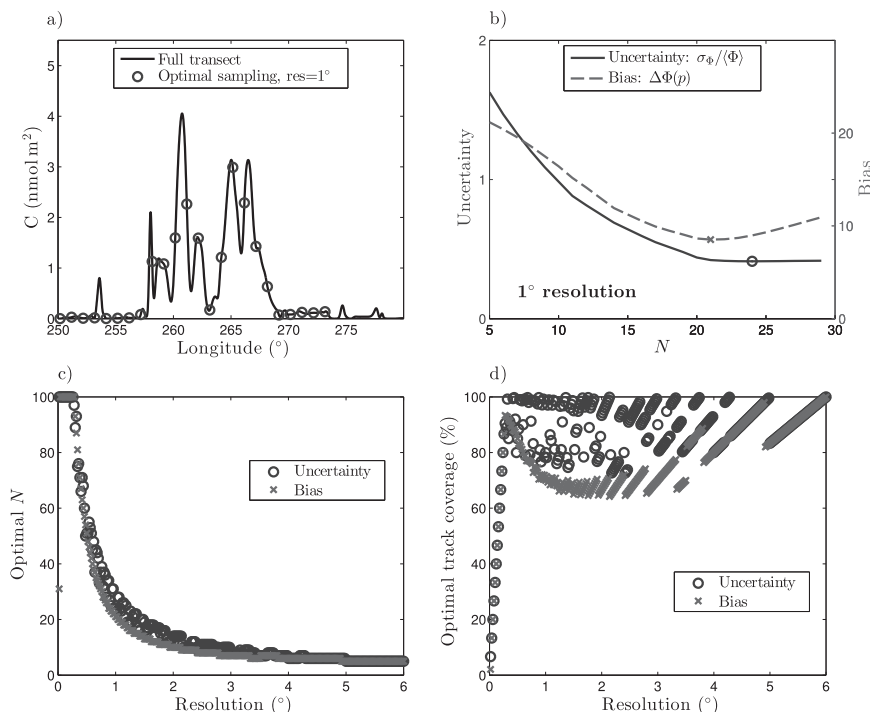 a)
Full transect
Optimal sampling, res=1°
C (nmol m²)
5
4
3
2
1
0
250 255 260 265 270 275
Longitude (°)
b)
Uncertainty: σ_Φ/⟨Φ⟩
Bias: ΔΦ(p)
Uncertainty
2
1
0
20
10
0
Bias
1° resolution
5 10 15 20 25 30
N
c)
Uncertainty
Bias
Optimal N
100
80
60
40
20
0
0 1 2 3 4 5 6
Resolution (°)
d)
Uncertainty
Bias
Optimal track coverage (%)
100
80
60
40
20
0
0 1 2 3 4 5 6
Resolution (°)